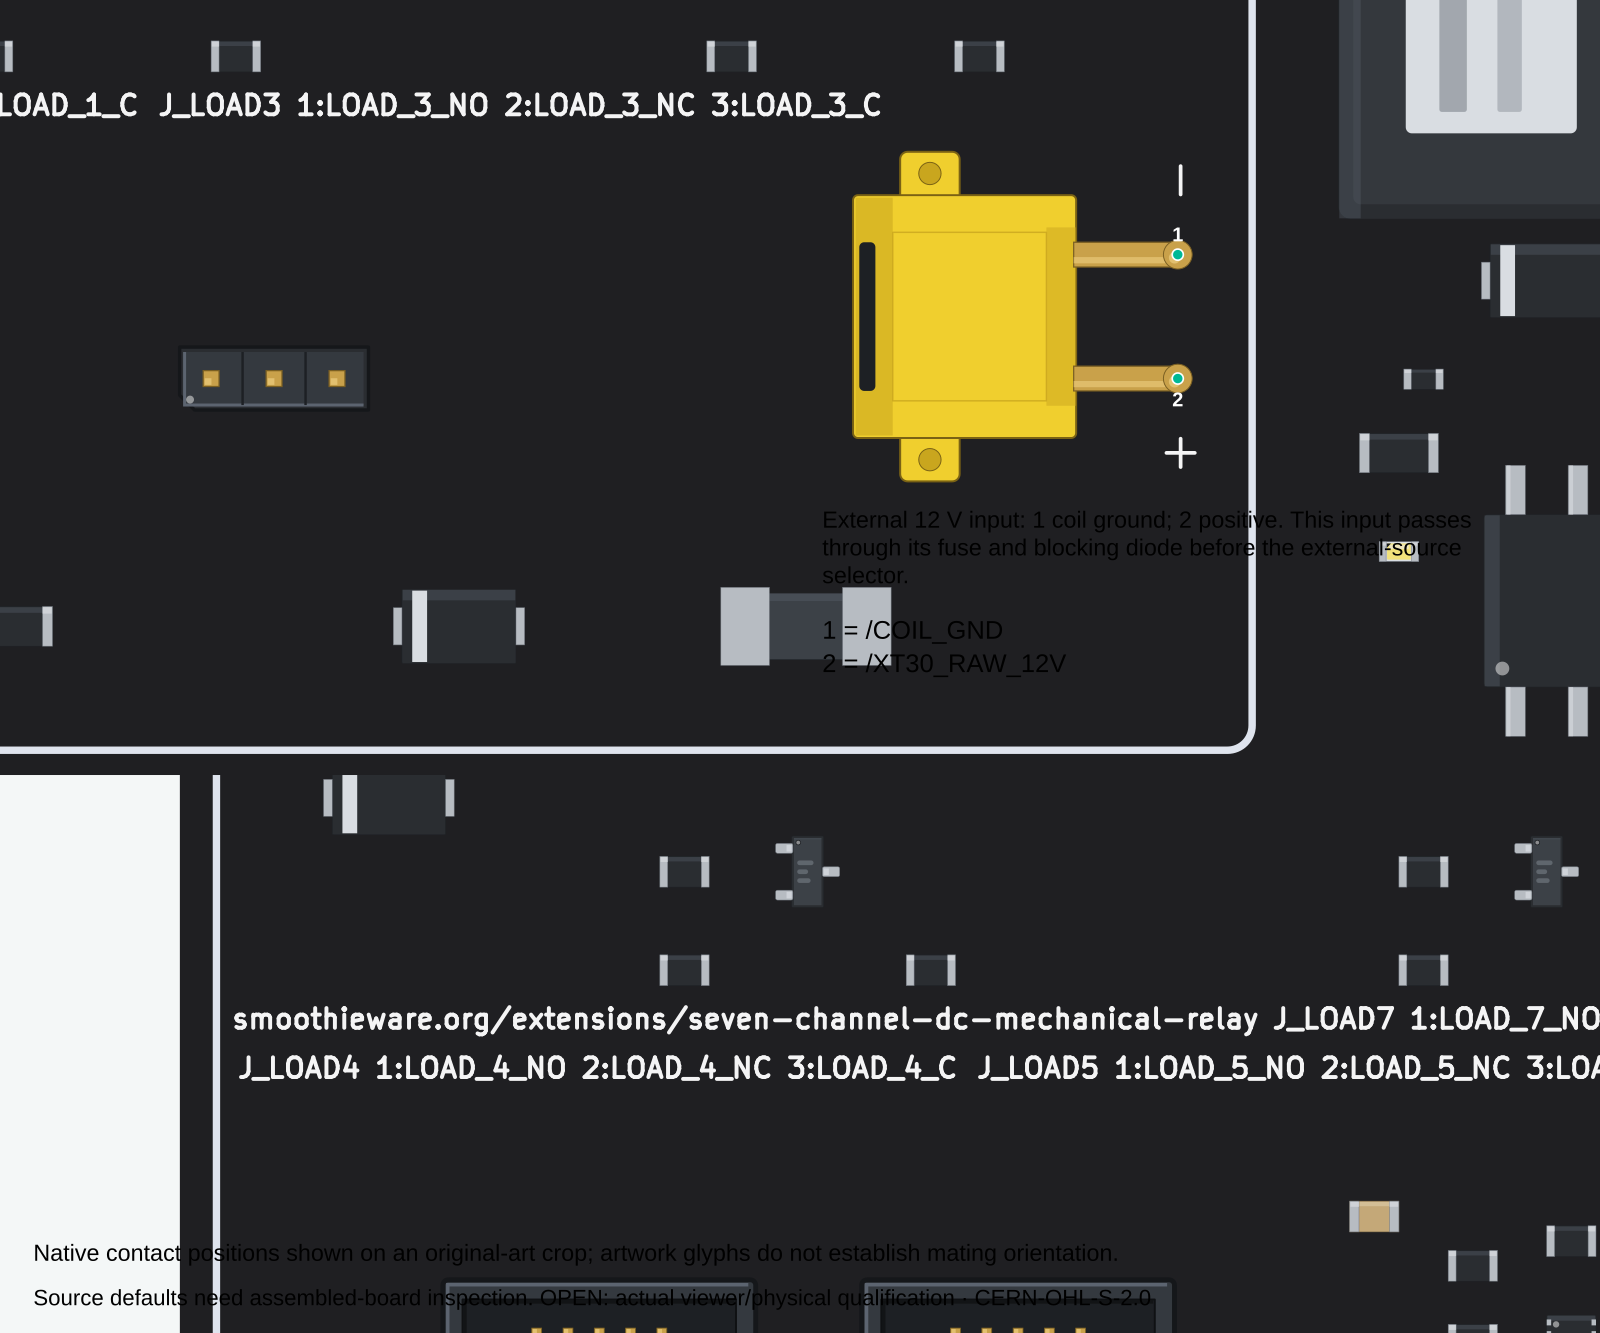 LOAD_1_C J_LOAD3 1:LOAD_3_NO 2:LOAD_3_NC 3:LOAD_3_C
1
2
External 12 V input: 1 coil ground; 2 positive. This input passes
through its fuse and blocking diode before the external-source
selector.
1 = /COIL_GND
2 = /XT30_RAW_12V
smoothieware.org/extensions/seven-channel-dc-mechanical-relay J_LOAD7 1:LOAD_7_NO
J_LOAD4 1:LOAD_4_NO 2:LOAD_4_NC 3:LOAD_4_C J_LOAD5 1:LOAD_5_NO 2:LOAD_5_NC 3:LOA
Native contact positions shown on an original-art crop; artwork glyphs do not establish mating orientation.
Source defaults need assembled-board inspection. OPEN: actual viewer/physical qualification · CERN-OHL-S-2.0